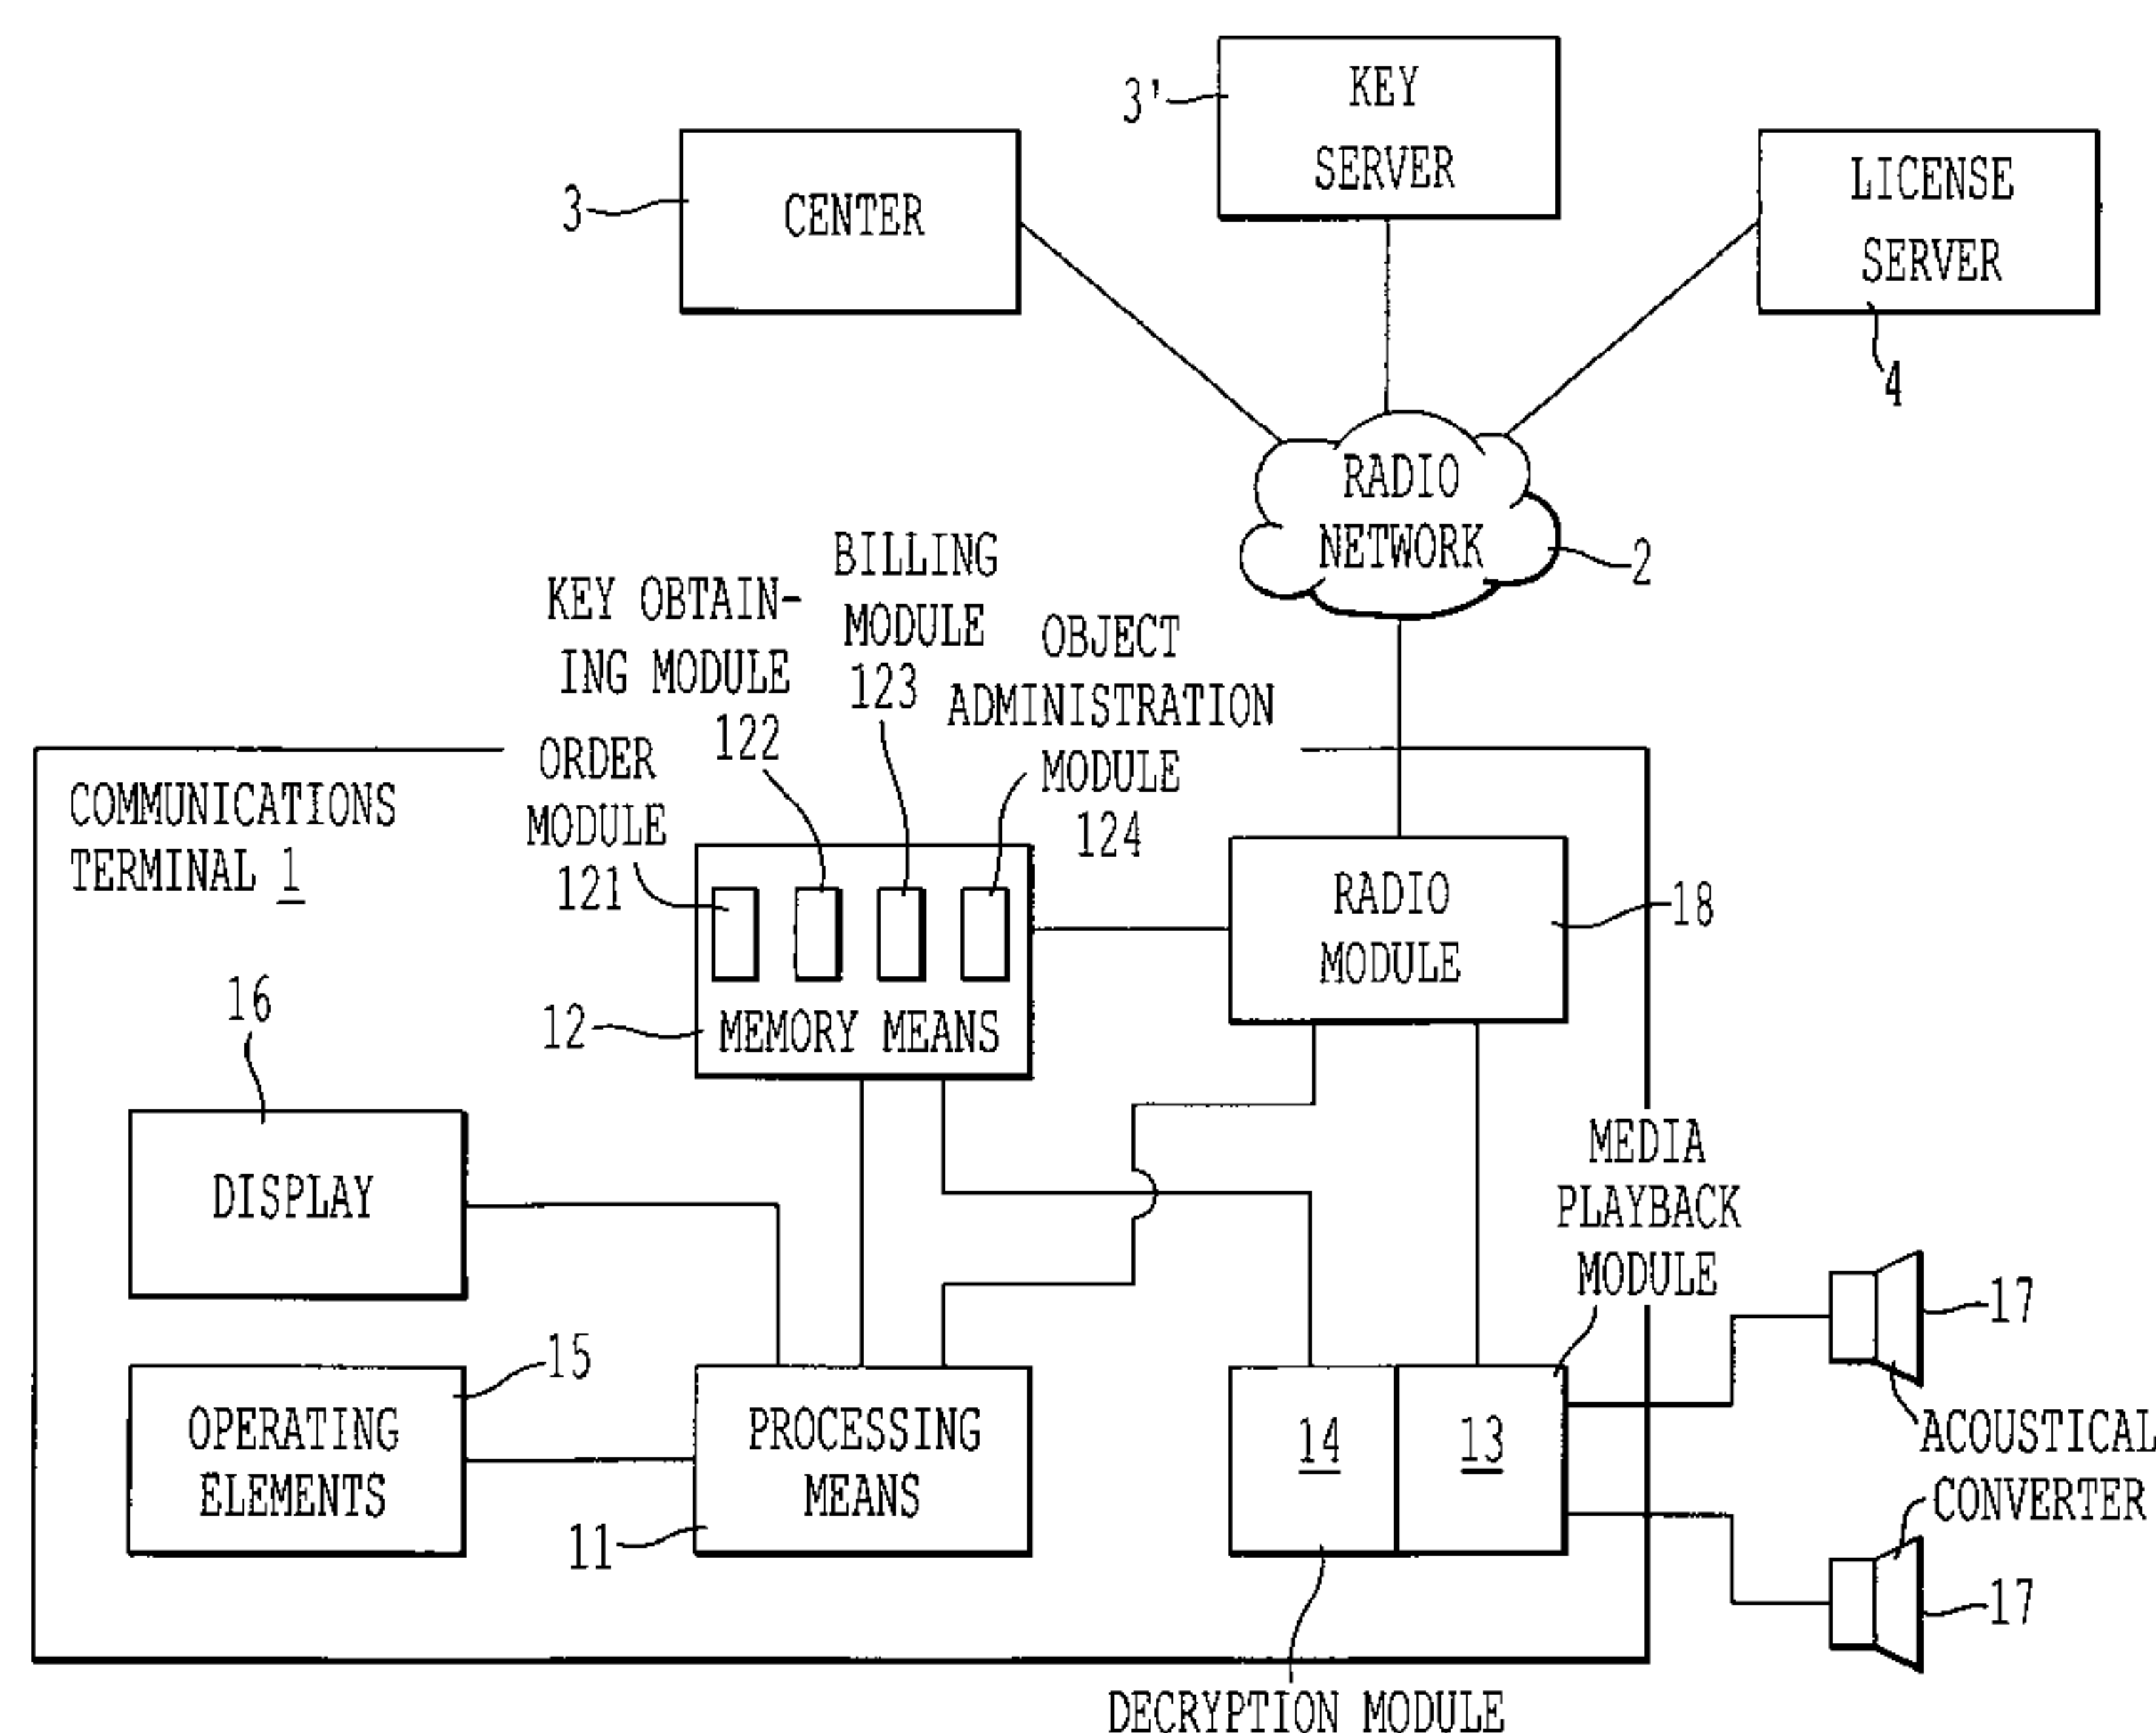 3'
KEY
SERVER
3
CENTER
LICENSE
SERVER
4
RADIO
NETWORK
2
KEY OBTAIN-
ING MODULE
122
BILLING
MODULE
123
OBJECT
ADMINISTRATION
MODULE
124
ORDER
MODULE
121
COMMUNICATIONS
TERMINAL 1
RADIO
MODULE
18
12
MEMORY MEANS
16
DISPLAY
MEDIA
PLAYBACK
MODULE
15
OPERATING
ELEMENTS
PROCESSING
MEANS
11
14
13
17
ACOUSTICAL
CONVERTER
17
DECRYPTION MODULE